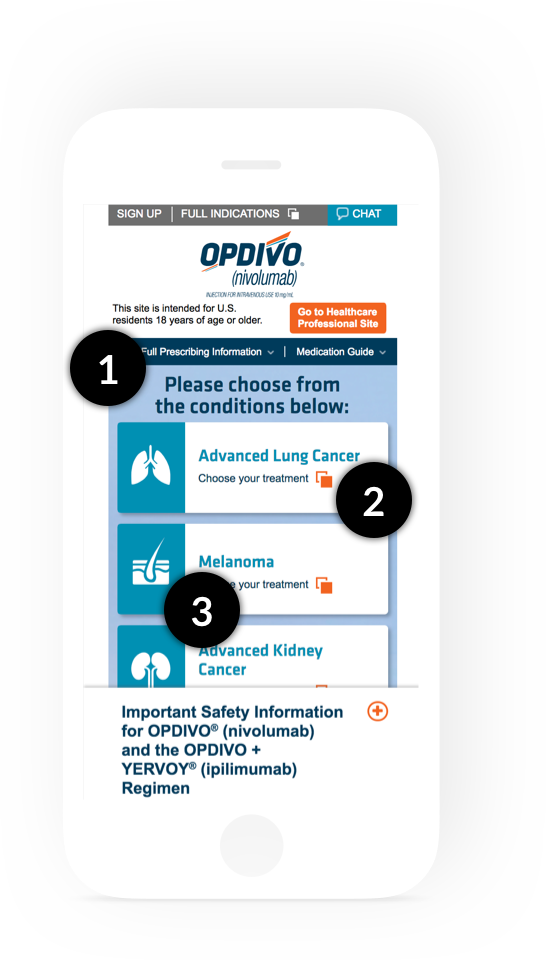 SIGN UP FULL INDICATIONS CHAT
OPDIVO®
(nivolumab)
INJECTION FOR INTRAVENOUS USE 10 mg/mL
This site is intended for U.S.
residents 18 years of age or older.
Go to Healthcare
Professional Site
1
Full Prescribing Information | Medication Guide
Please choose from
the conditions below:
Advanced Lung Cancer
Choose your treatment
2
Melanoma
e your treatment
3
Advanced Kidney
Cancer
Important Safety Information
for OPDIVO® (nivolumab)
and the OPDIVO +
YERVOY® (ipilimumab)
Regimen